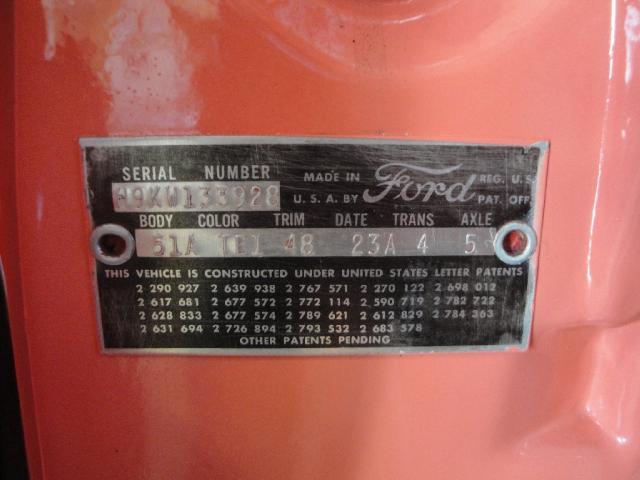 SERIAL NUMBER
H9KW133928
MADE IN
U.S.A. BY
Ford
REG. U.S.
PAT. OFF.
BODY COLOR TRIM DATE TRANS AXLE
51A TE1 48 23A 4 5
THIS VEHICLE IS CONSTRUCTED UNDER UNITED STATES LETTER PATENTS
2 290 927 2 639 938 2 767 571 2 270 122 2 698 012
2 617 681 2 677 572 2 772 114 2 590 719 2 782 722
2 628 833 2 677 574 2 789 621 2 612 829 2 784 363
2 631 694 2 726 894 2 793 532 2 683 578
OTHER PATENTS PENDING